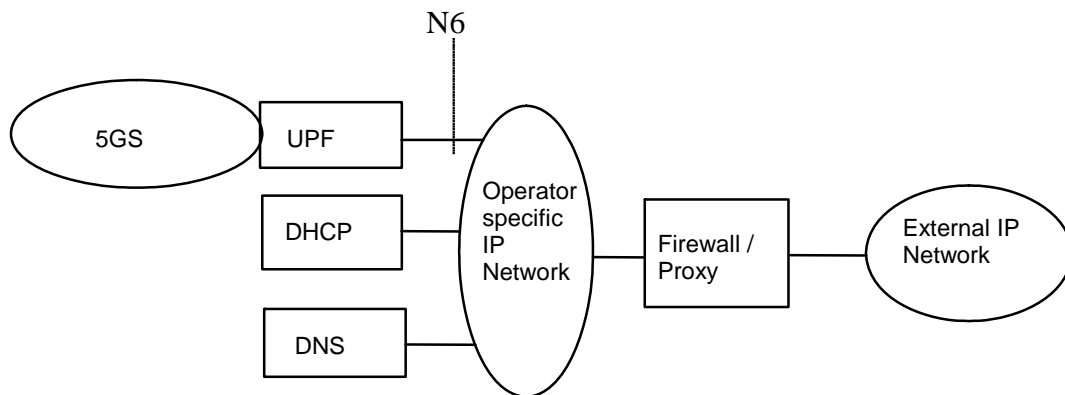 N6
5GS
UPF
DHCP
DNS
Operator
specific
IP
Network
Firewall /
Proxy
External IP
Network